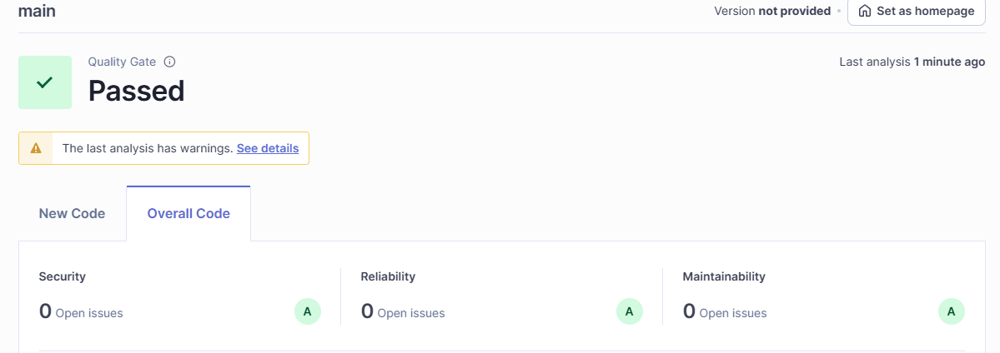 main
Version not provided
Set as homepage
Quality Gate
Last analysis 1 minute ago
Passed
The last analysis has warnings. See details
New Code
Overall Code
Security
Reliability
Maintainability
0 Open issues
A
0 Open issues
A
0 Open issues
A